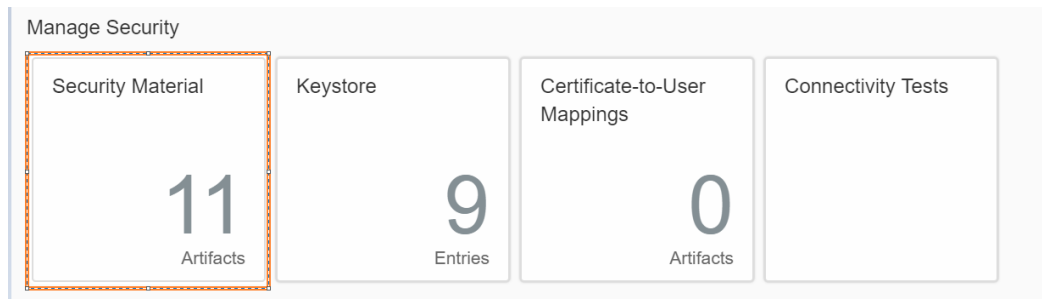 Manage Security
Security Material
11
Artifacts
Keystore
9
Entries
Certificate-to-User
Mappings
0
Artifacts
Connectivity Tests